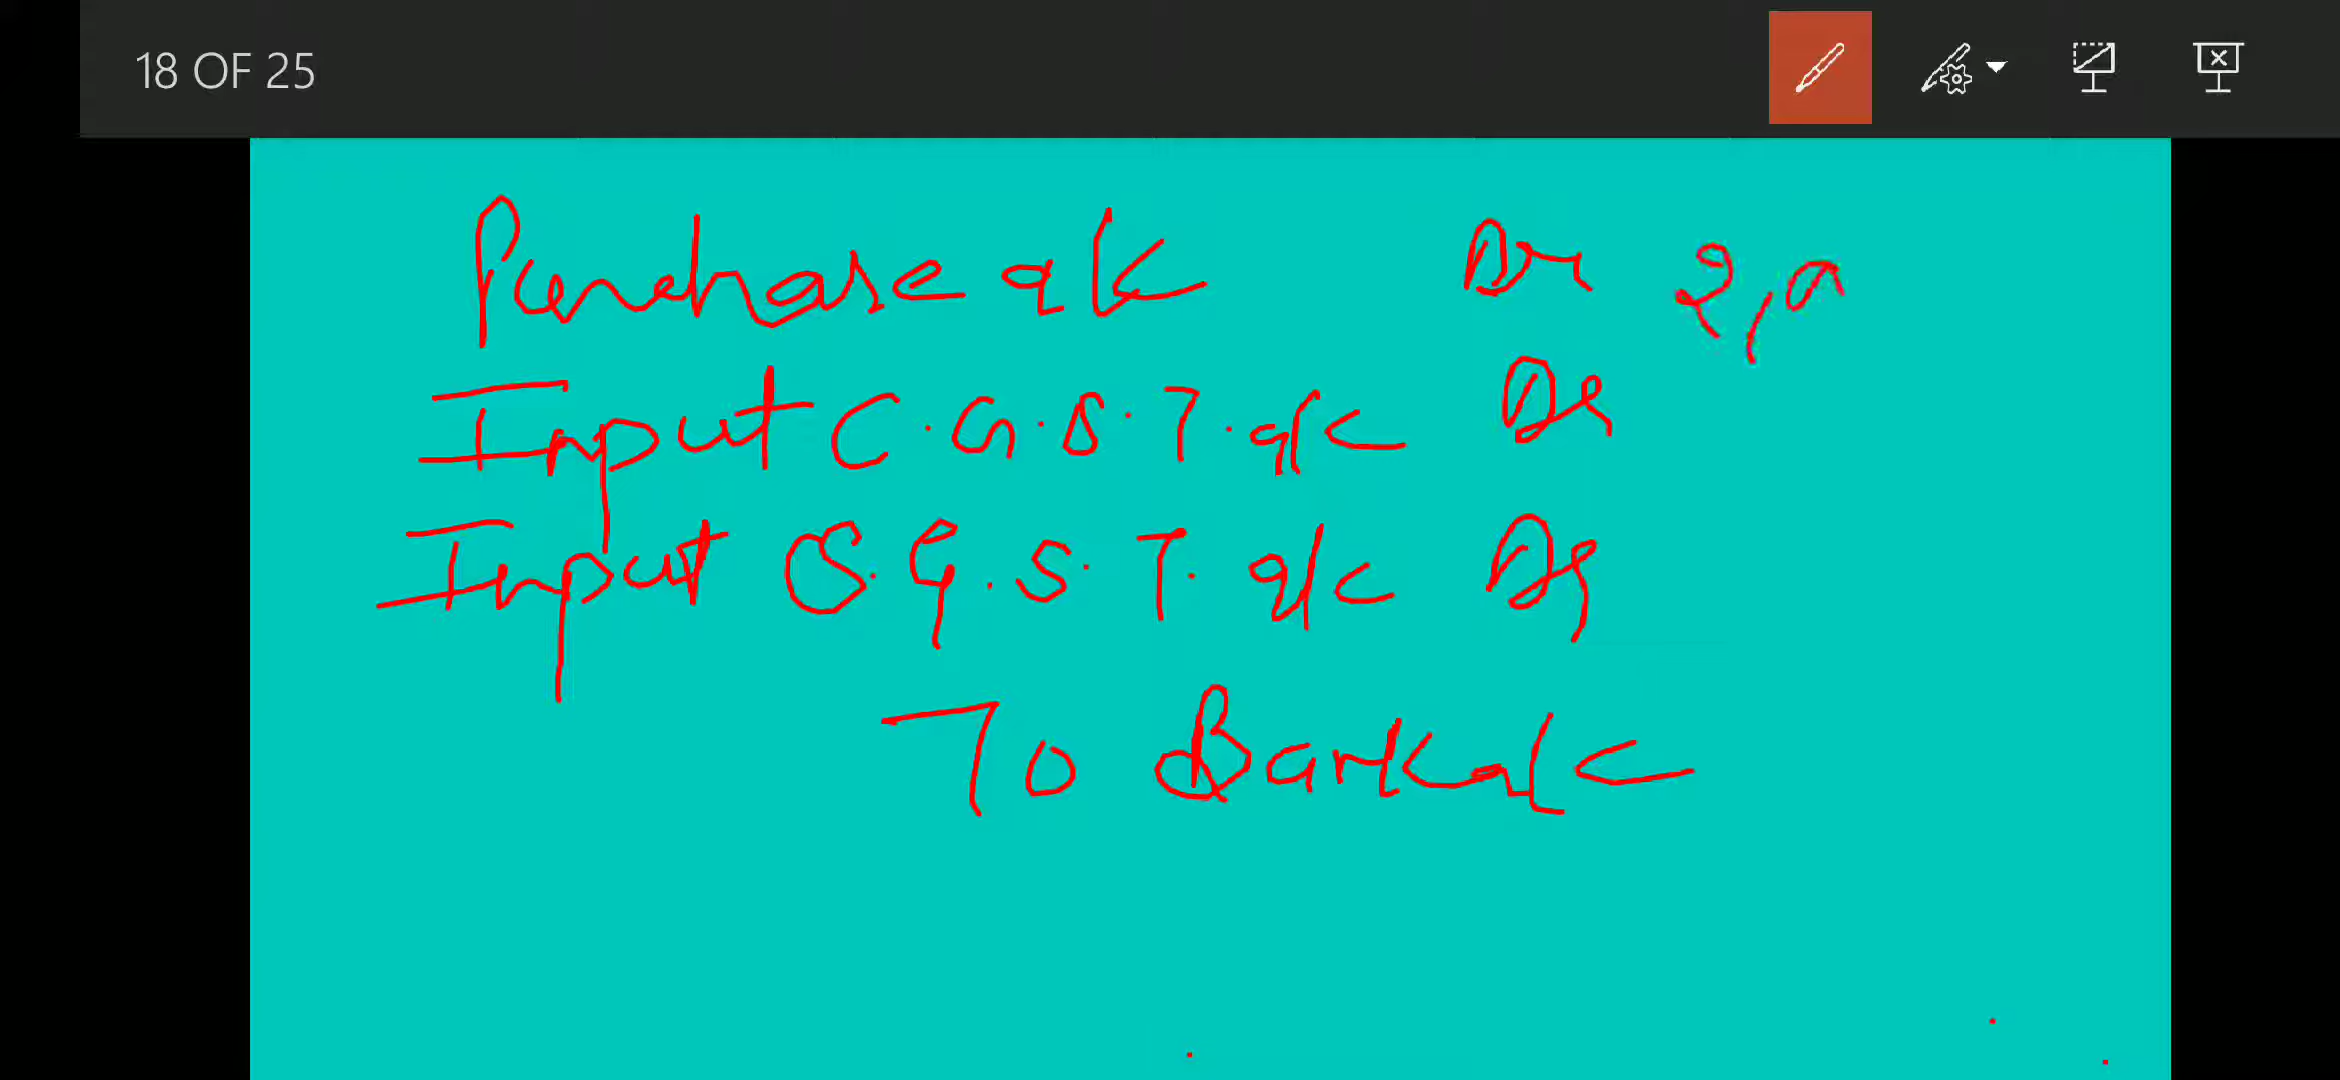 18 OF 25
Purchase a/c Dr 2,0
Input C.G.S.T. a/c Dr
Input S.G.S.T. a/c Dr
To Bank a/c